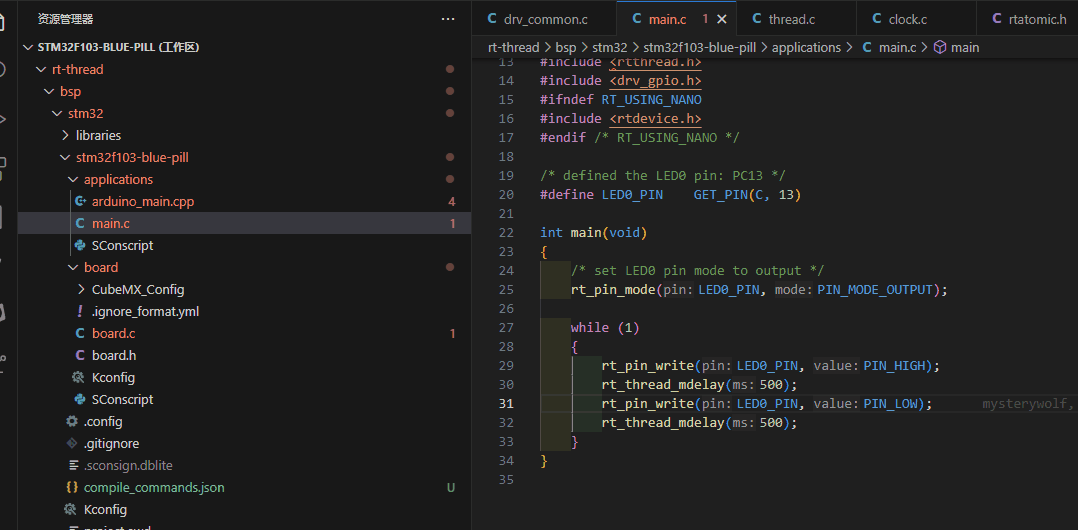 资源管理器
STM32F103-BLUE-PILL (工作区)
rt-thread
bsp
stm32
libraries
stm32f103-blue-pill
applications
arduino_main.cpp 4
main.c 1
SConscript
board
CubeMX_Config
.ignore_format.yml
board.c 1
board.h
Kconfig
SConscript
.config
.gitignore
.sconsign.dblite
compile_commands.json U
Kconfig
drv_common.c main.c 1 thread.c clock.c rtatomic.h
rt-thread > bsp > stm32 > stm32f103-blue-pill > applications > main.c > main
13 #include <rtthread.h>
14 #include <drv_gpio.h>
15 #ifndef RT_USING_NANO
16 #include <rtdevice.h>
17 #endif /* RT_USING_NANO */
18
19 /* defined the LED0 pin: PC13 */
20 #define LED0_PIN    GET_PIN(C, 13)
21
22 int main(void)
23 {
24     /* set LED0 pin mode to output */
25     rt_pin_mode(pin: LED0_PIN, mode: PIN_MODE_OUTPUT);
26
27     while (1)
28     {
29         rt_pin_write(pin: LED0_PIN, value: PIN_HIGH);
30         rt_thread_mdelay(ms: 500);
31         rt_pin_write(pin: LED0_PIN, value: PIN_LOW); mysterywolf,
32         rt_thread_mdelay(ms: 500);
33     }
34 }
35